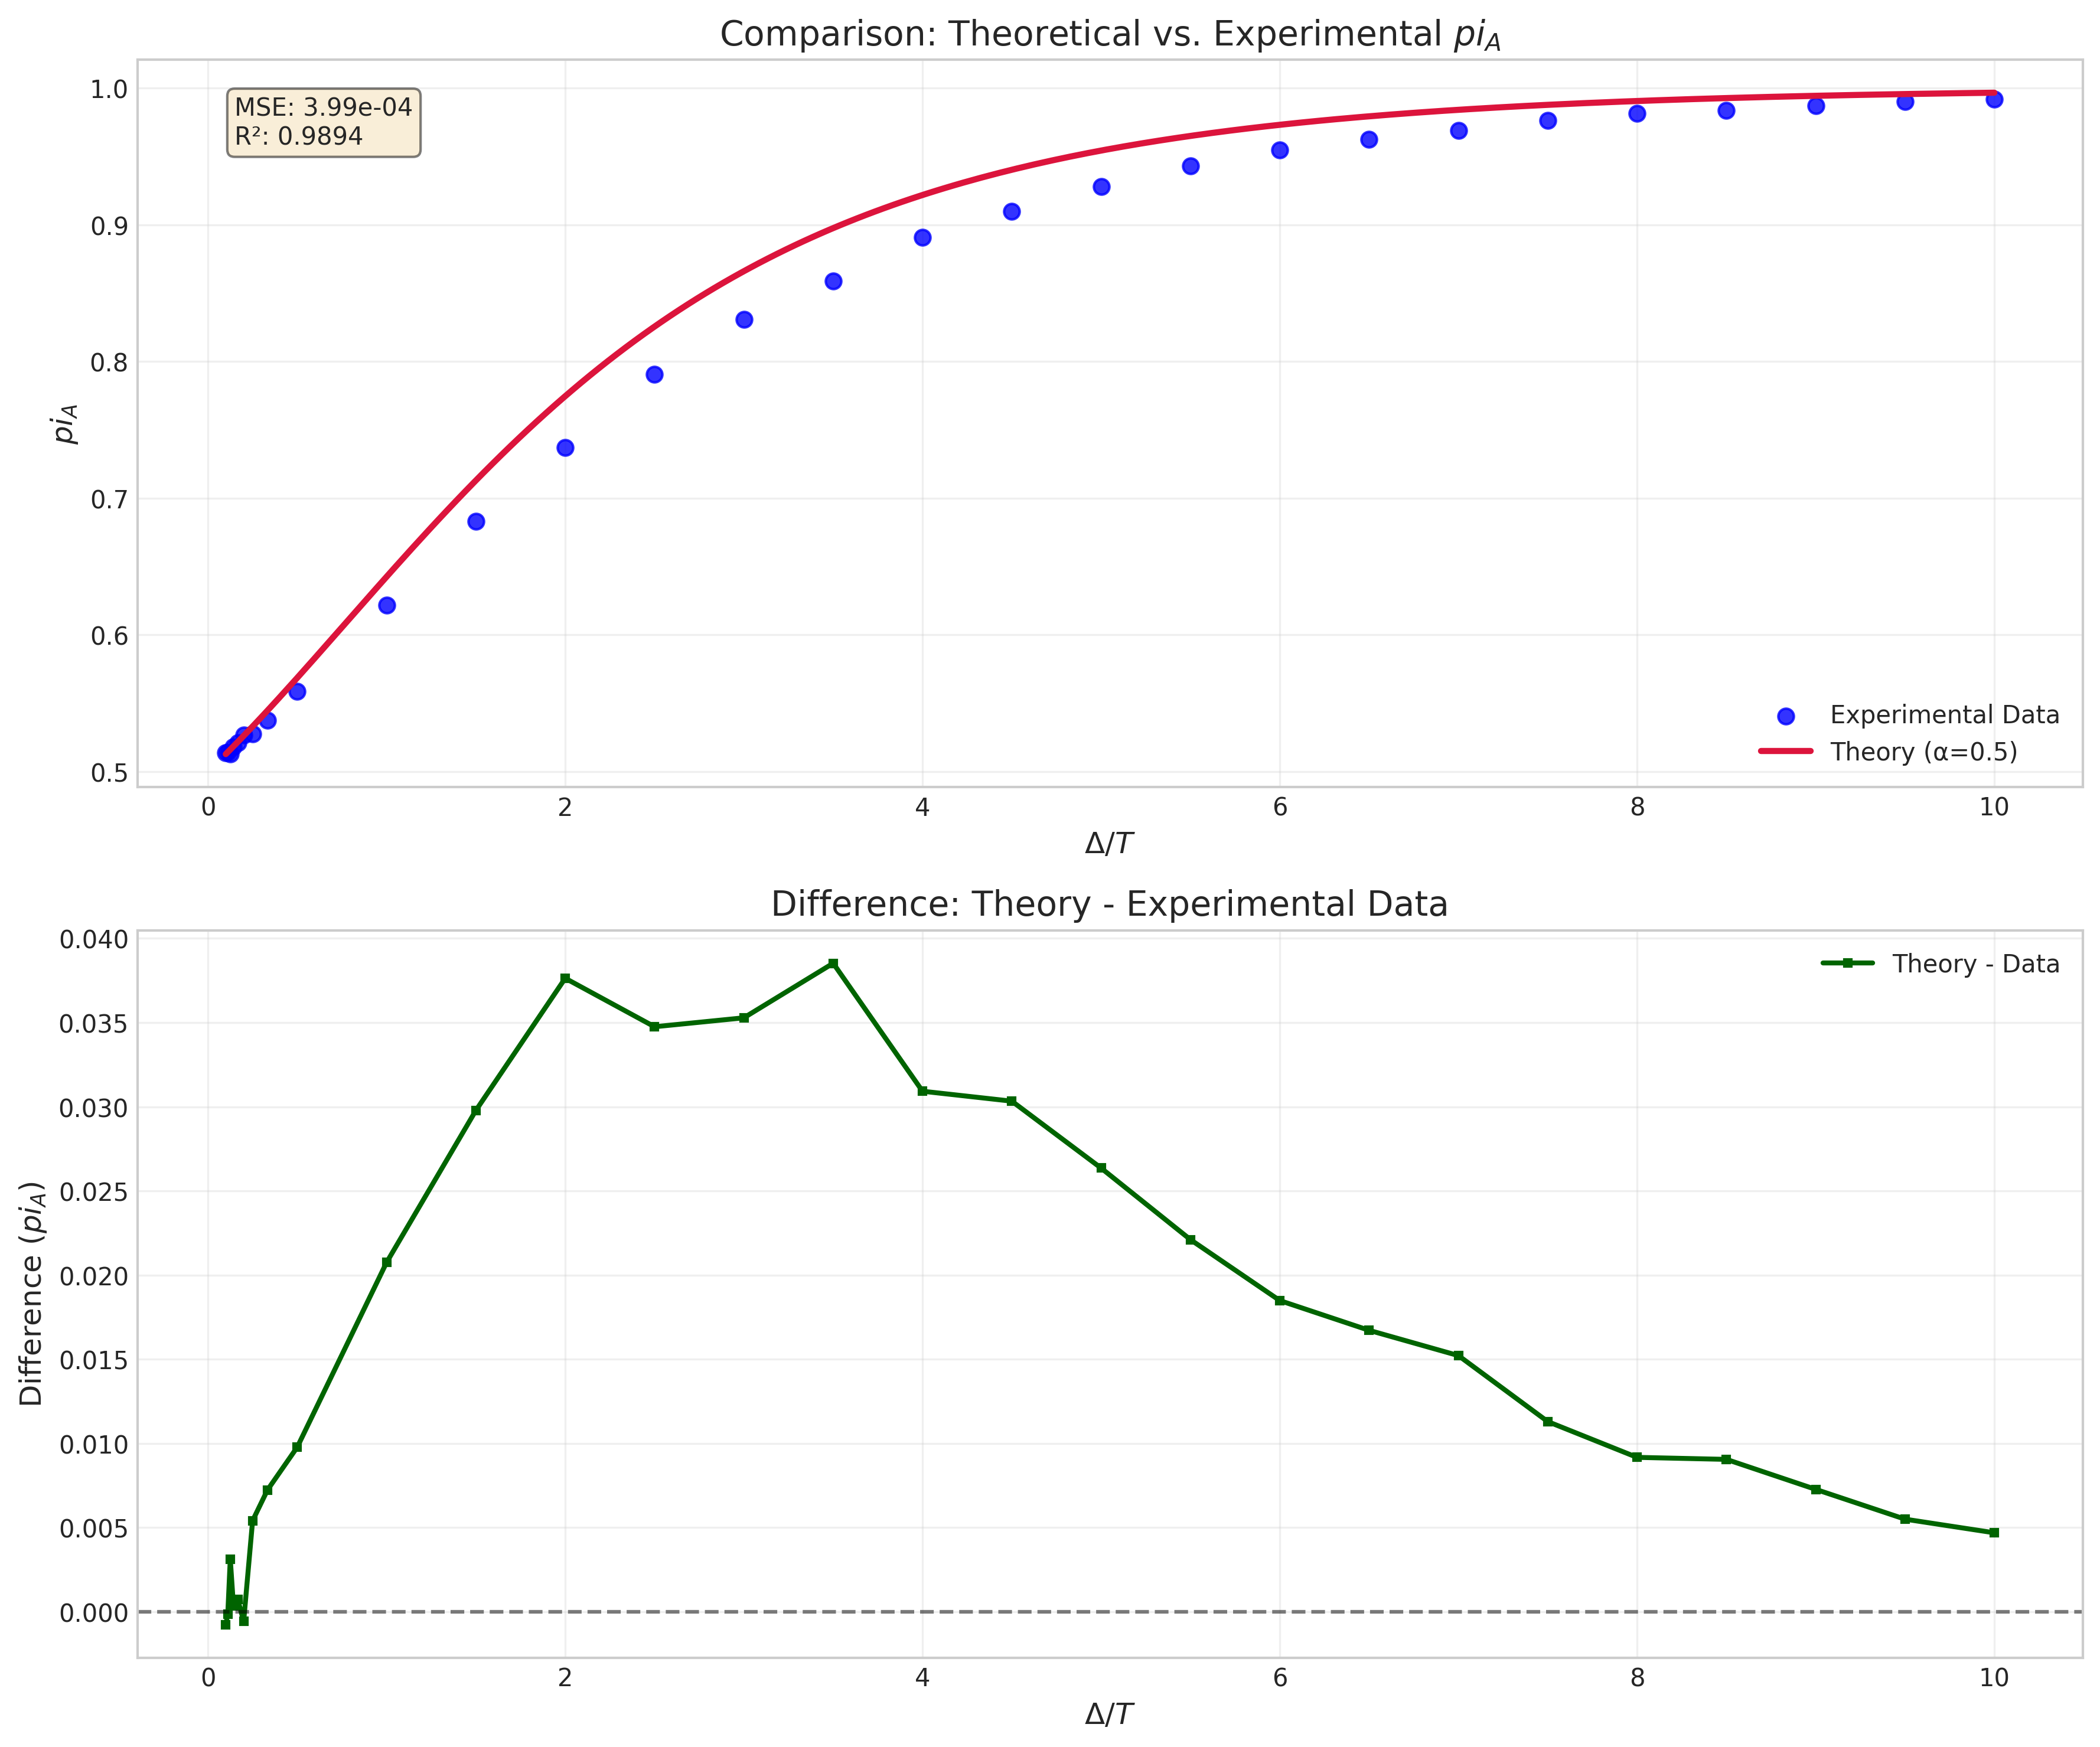 Comparison: Theoretical vs. Experimental pi_A
MSE: 3.99e-04
R²: 0.9894
1.0
0.9
0.8
0.7
0.6
0.5
pi_A
Experimental Data
Theory (α=0.5)
0 2 4 6 8 10
Δ/T
Difference: Theory - Experimental Data
Theory - Data
0.040
0.035
0.030
0.025
0.020
0.015
0.010
0.005
0.000
Difference (pi_A)
0 2 4 6 8 10
Δ/T